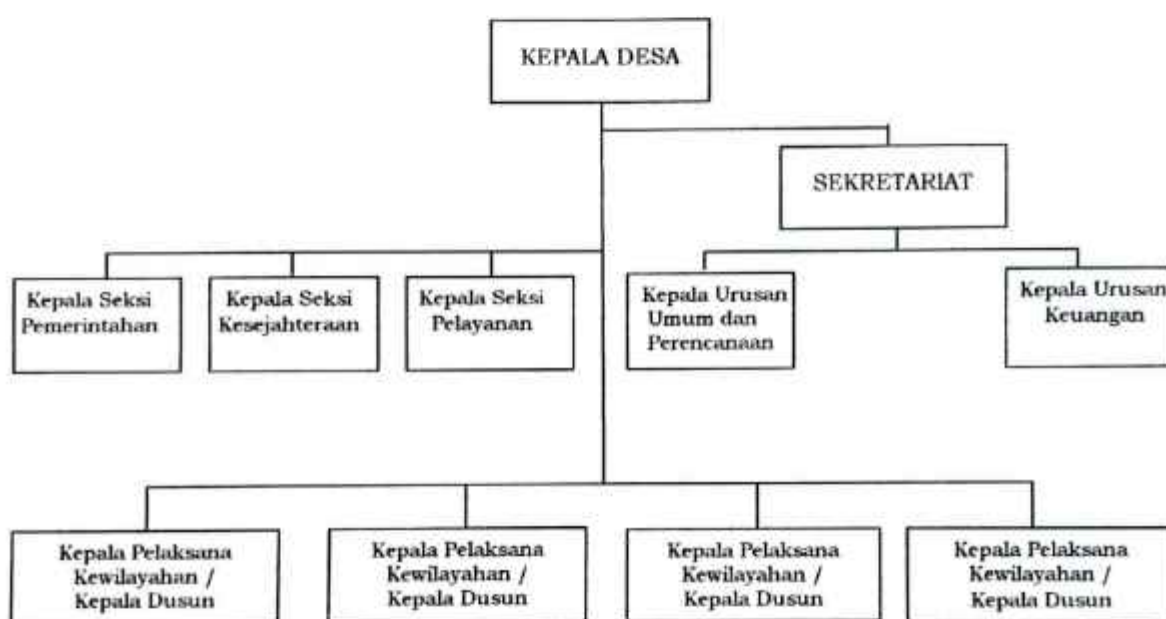 KEPALA DESA
SEKRETARIAT
Kepala Seksi
Pemerintahan
Kepala Seksi
Kesejahteraan
Kepala Seksi
Pelayanan
Kepala Urusan
Umum dan
Perencanaan
Kepala Urusan
Keuangan
Kepala Pelaksana
Kewilayahan /
Kepala Dusun
Kepala Pelaksana
Kewilayahan /
Kepala Dusun
Kepala Pelaksana
Kewilayahan /
Kepala Dusun
Kepala Pelaksana
Kewilayahan /
Kepala Dusun